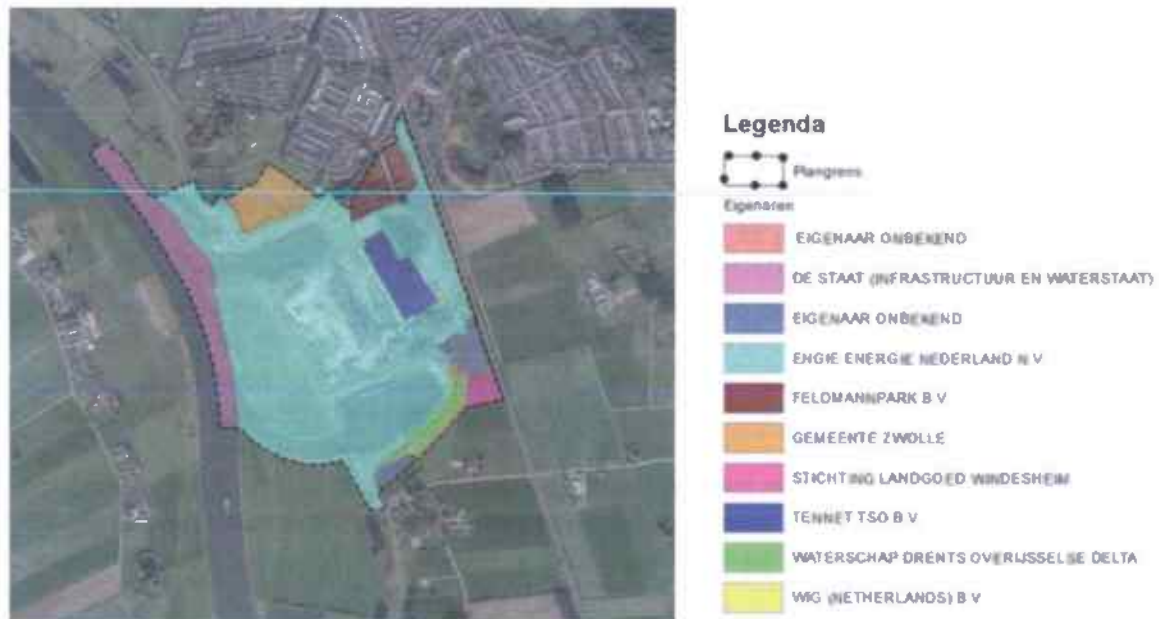 Legenda
Plangrens
Eigenaren
EIGENAAR ONBEKEND
DE STAAT (INFRASTRUCTUUR EN WATERSTAAT)
EIGENAAR ONBEKEND
ENGIE ENERGIE NEDERLAND N V
FELDMANNPARK B V
GEMEENTE ZWOLLE
STICHTING LANDGOED WINDESHEIM
TENNET TSO B V
WATERSCHAP DRENTS OVERIJSSELSE DELTA
WIG (NETHERLANDS) B V